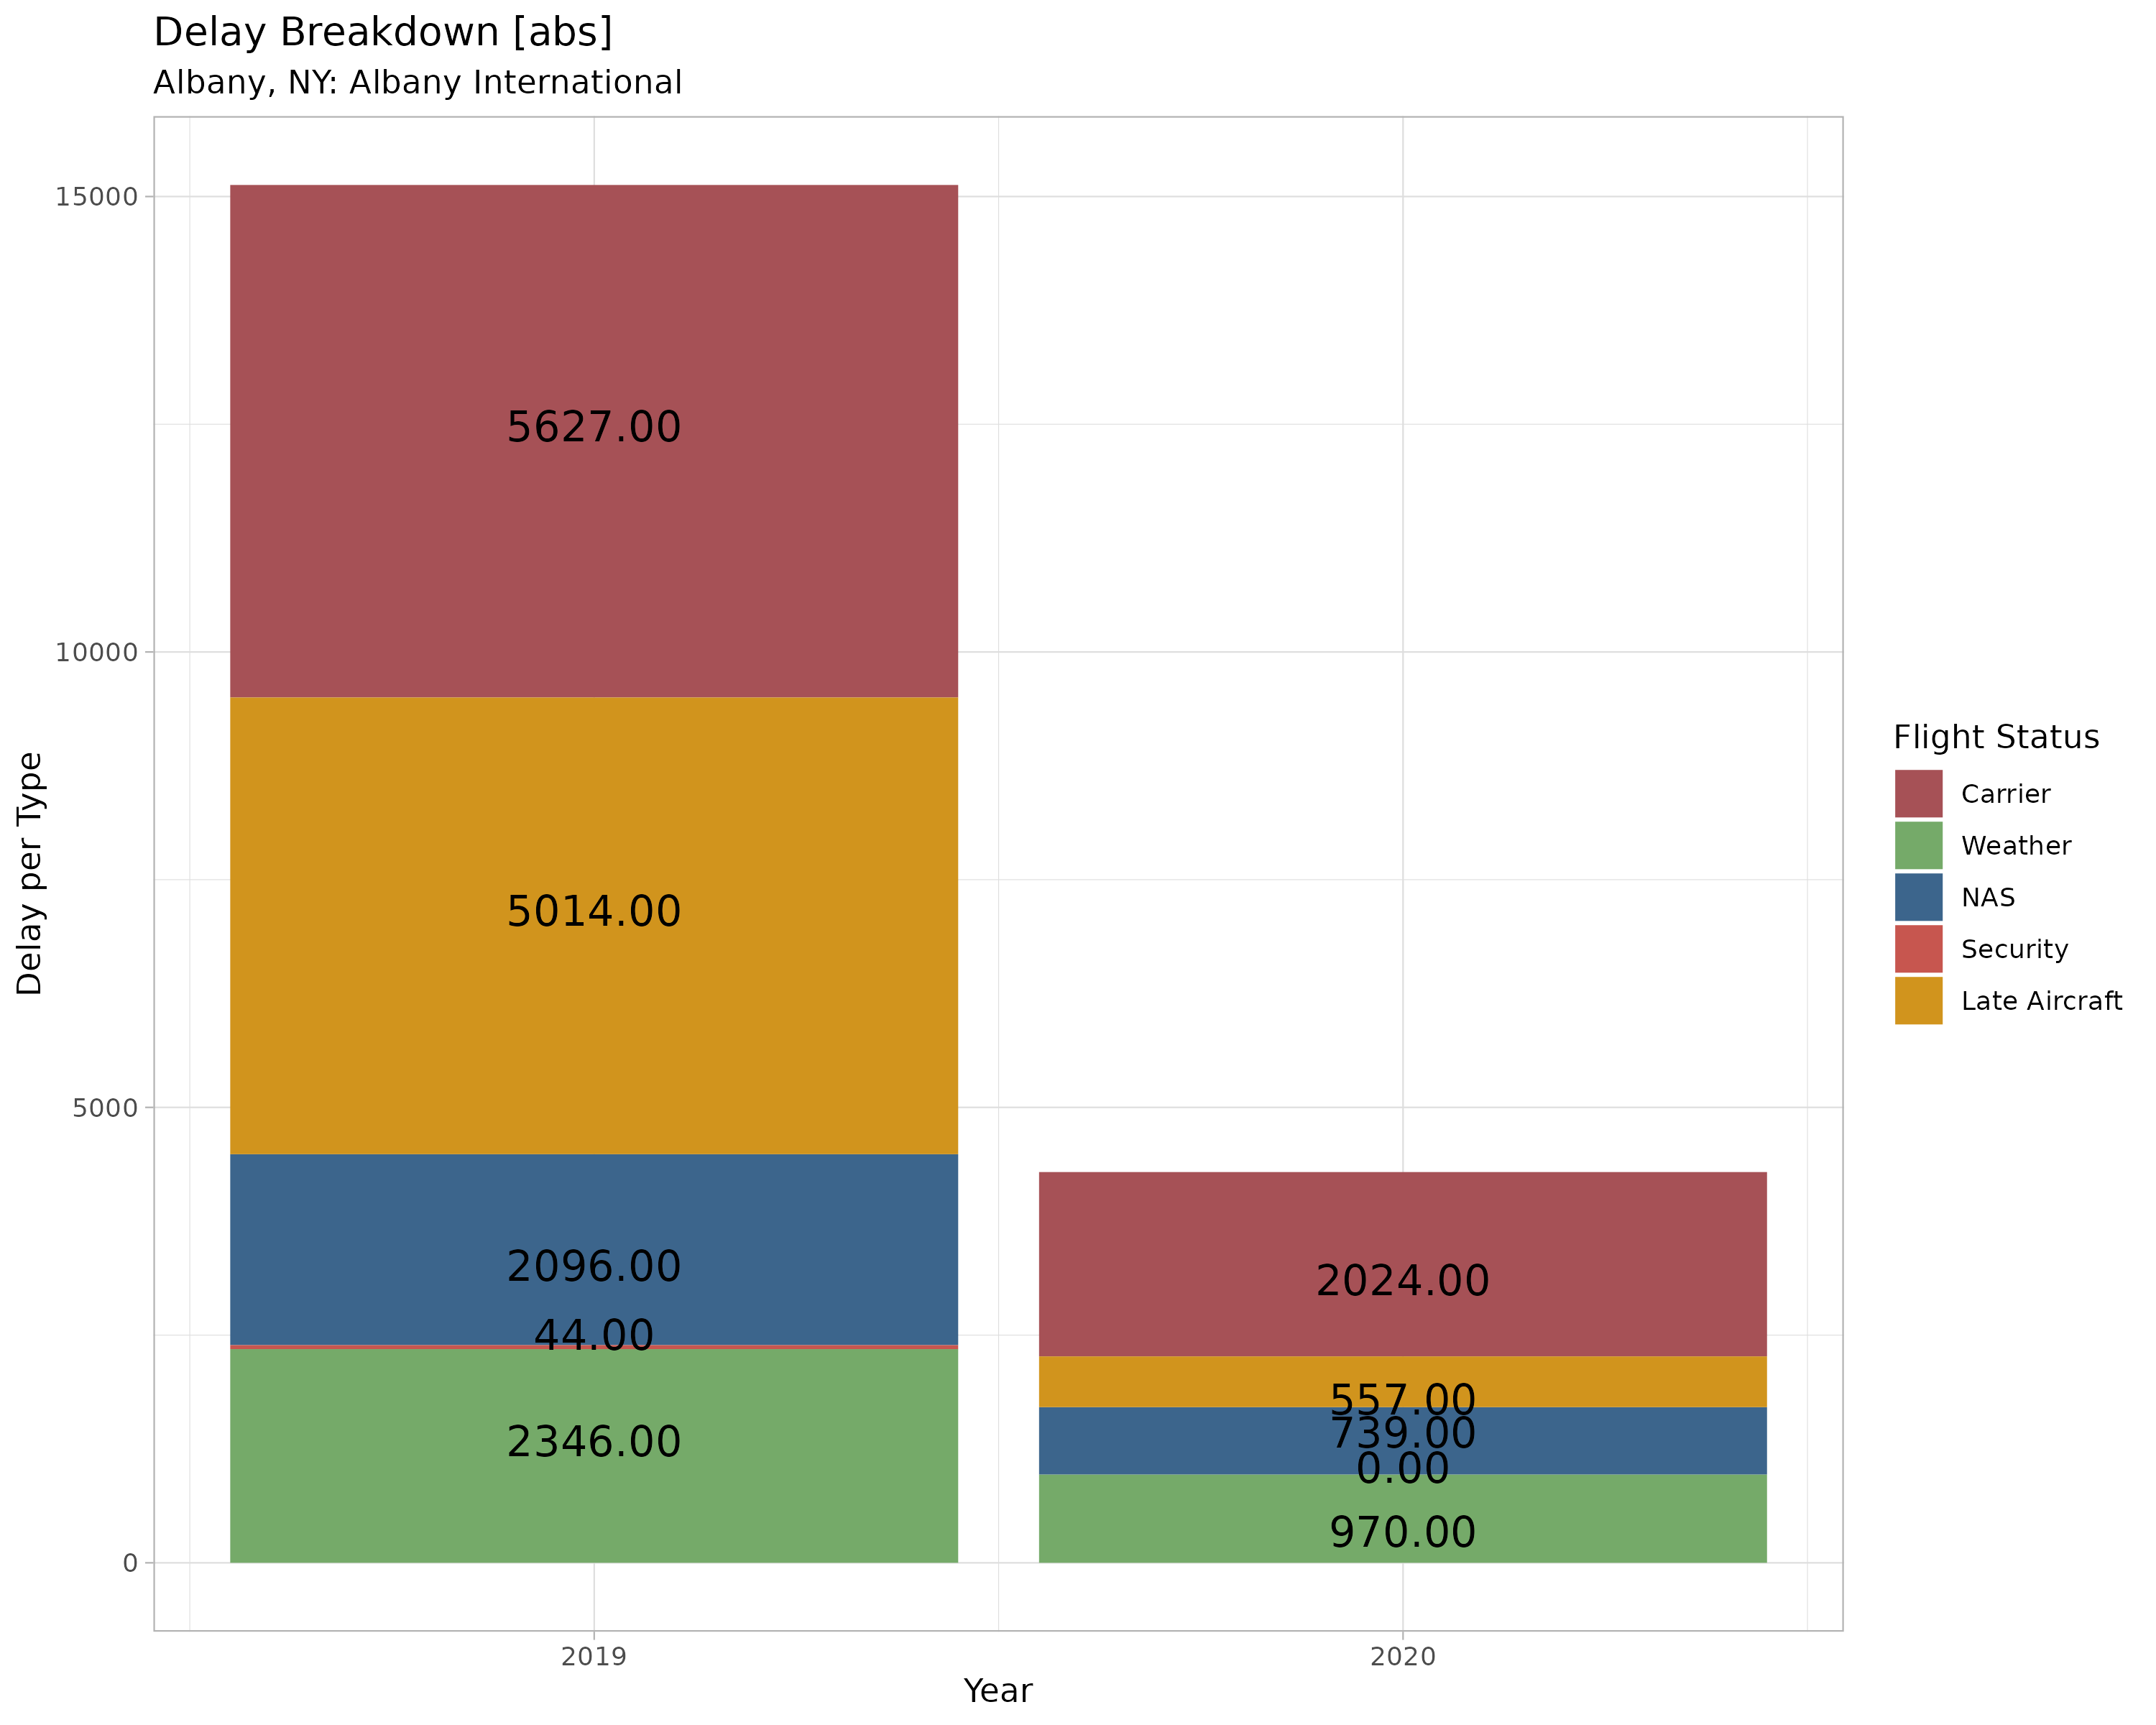 Delay Breakdown [abs]
Albany, NY: Albany International
Delay per Type
15000
10000
5000
0
5627.00
5014.00
2096.00
44.00
2346.00
2024.00
557.00
739.00
0.00
970.00
2019
2020
Year
Flight Status
Carrier
Weather
NAS
Security
Late Aircraft